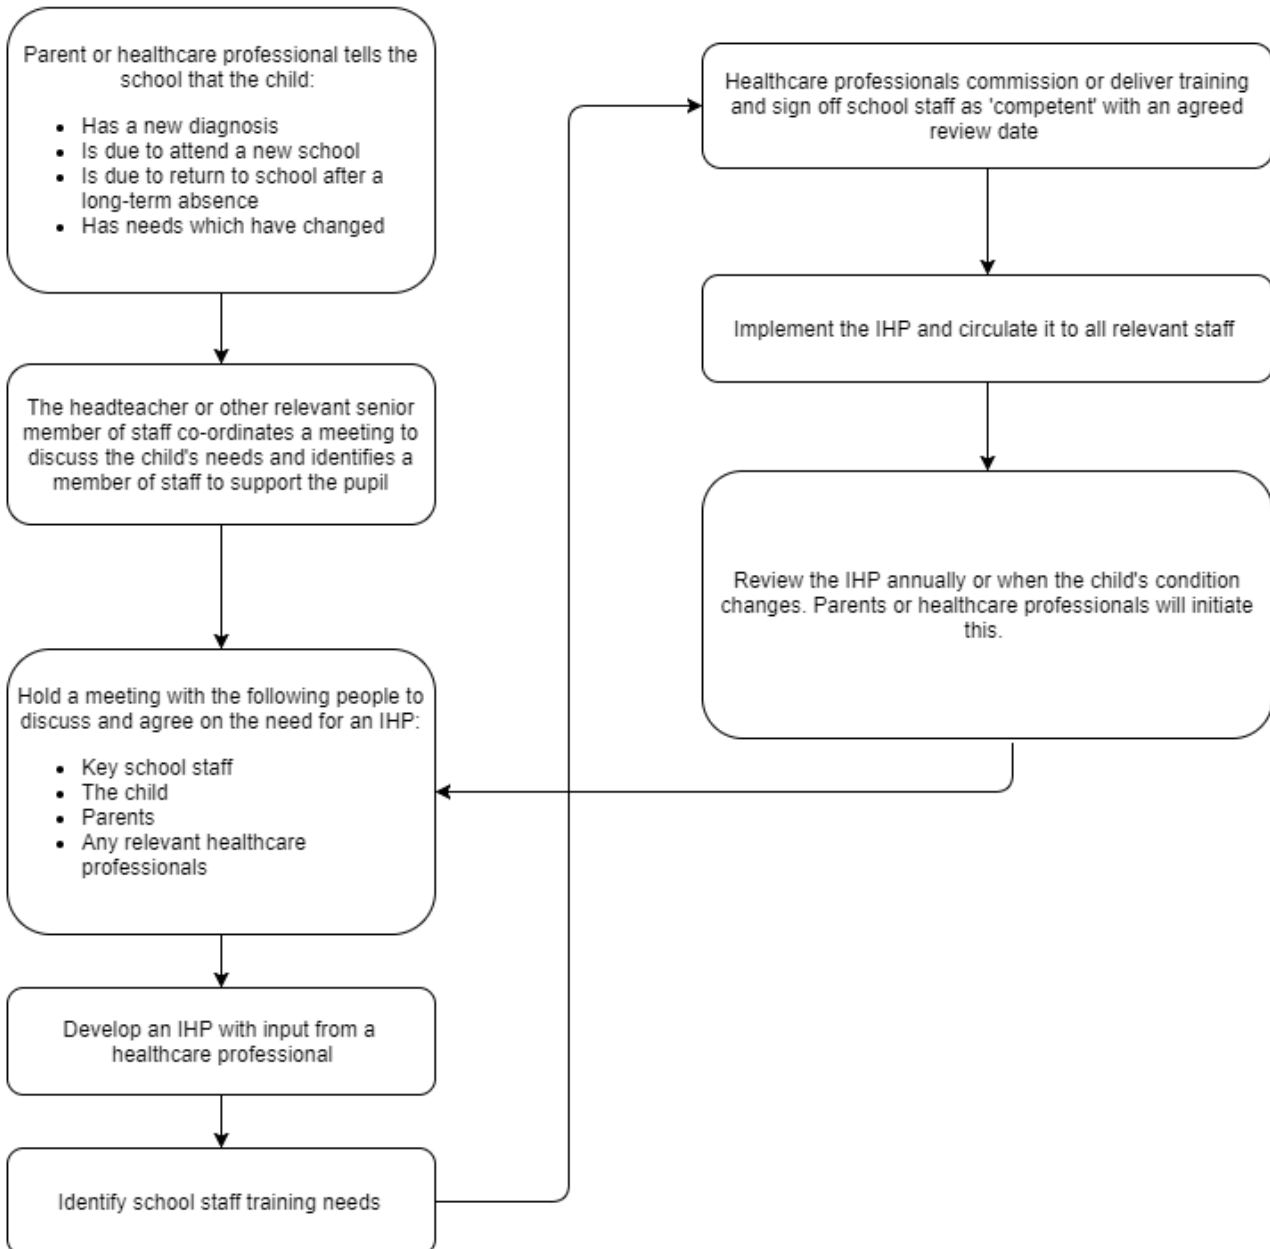 Parent or healthcare professional tells the
school that the child:
• Has a new diagnosis
• Is due to attend a new school
• Is due to return to school after a
long-term absence
• Has needs which have changed
The headteacher or other relevant senior
member of staff co-ordinates a meeting to
discuss the child's needs and identifies a
member of staff to support the pupil
Hold a meeting with the following people to
discuss and agree on the need for an IHP:
• Key school staff
• The child
• Parents
• Any relevant healthcare
professionals
Develop an IHP with input from a
healthcare professional
Identify school staff training needs
Healthcare professionals commission or deliver training
and sign off school staff as 'competent' with an agreed
review date
Implement the IHP and circulate it to all relevant staff
Review the IHP annually or when the child's condition
changes. Parents or healthcare professionals will initiate
this.